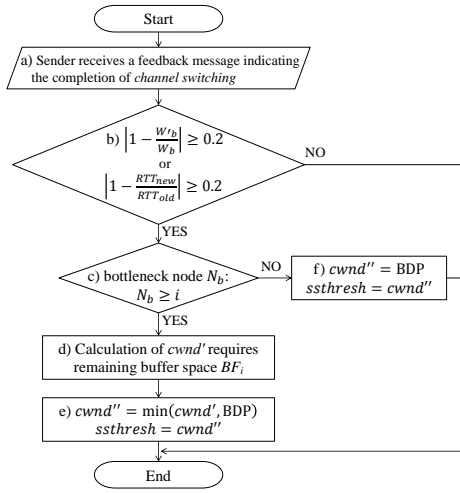 Start
a) Sender receives a feedback message indicating
the completion of channel switching
b) |1 − W′b/Wb| ≥ 0.2
or
|1 − RTTnew/RTTold| ≥ 0.2
NO
YES
c) bottleneck node Nb:
Nb ≥ i
NO
f) cwnd′′ = BDP
ssthresh = cwnd′′
YES
d) Calculation of cwnd′ requires
remaining buffer space BFi
e) cwnd′′ = min(cwnd′, BDP)
ssthresh = cwnd′′
End